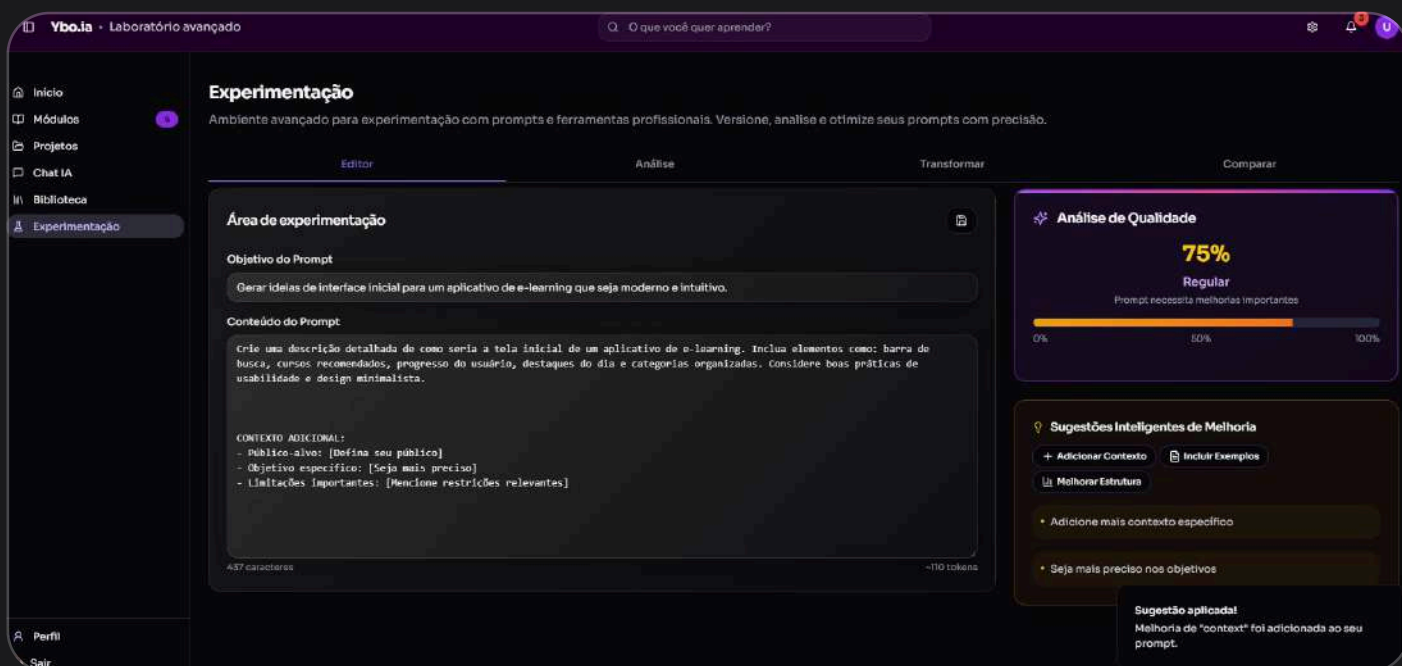 Ybo.ia • Laboratório avançado
O que você quer aprender?
3
U
Início
Módulos
Projetos
Chat IA
Biblioteca
Experimentação
Perfil
Sair
Experimentação
Ambiente avançado para experimentação com prompts e ferramentas profissionais. Versione, analise e otimize seus prompts com precisão.
Editor
Análise
Transformar
Comparar
Área de experimentação
Objetivo do Prompt
Gerar ideias de interface inicial para um aplicativo de e-learning que seja moderno e intuitivo.
Conteúdo do Prompt
Crie uma descrição detalhada de como seria a tela inicial de um aplicativo de e-learning. Inclua elementos como: barra de
busca, cursos recomendados, progresso do usuário, destaques do dia e categorias organizadas. Considere boas práticas de
usabilidade e design minimalista.
CONTEXTO ADICIONAL:
- Público-alvo: [Defina seu público]
- Objetivo específico: [Seja mais preciso]
- Limitações importantes: [Mencione restrições relevantes]
437 caracteres
~110 tokens
Análise de Qualidade
75%
Regular
Prompt necessita melhorias importantes
0%
50%
100%
Sugestões Inteligentes de Melhoria
+ Adicionar Contexto
Incluir Exemplos
Melhorar Estrutura
• Adicione mais contexto específico
• Seja mais preciso nos objetivos
Sugestão aplicada!
Melhoria de "context" foi adicionada ao seu
prompt.